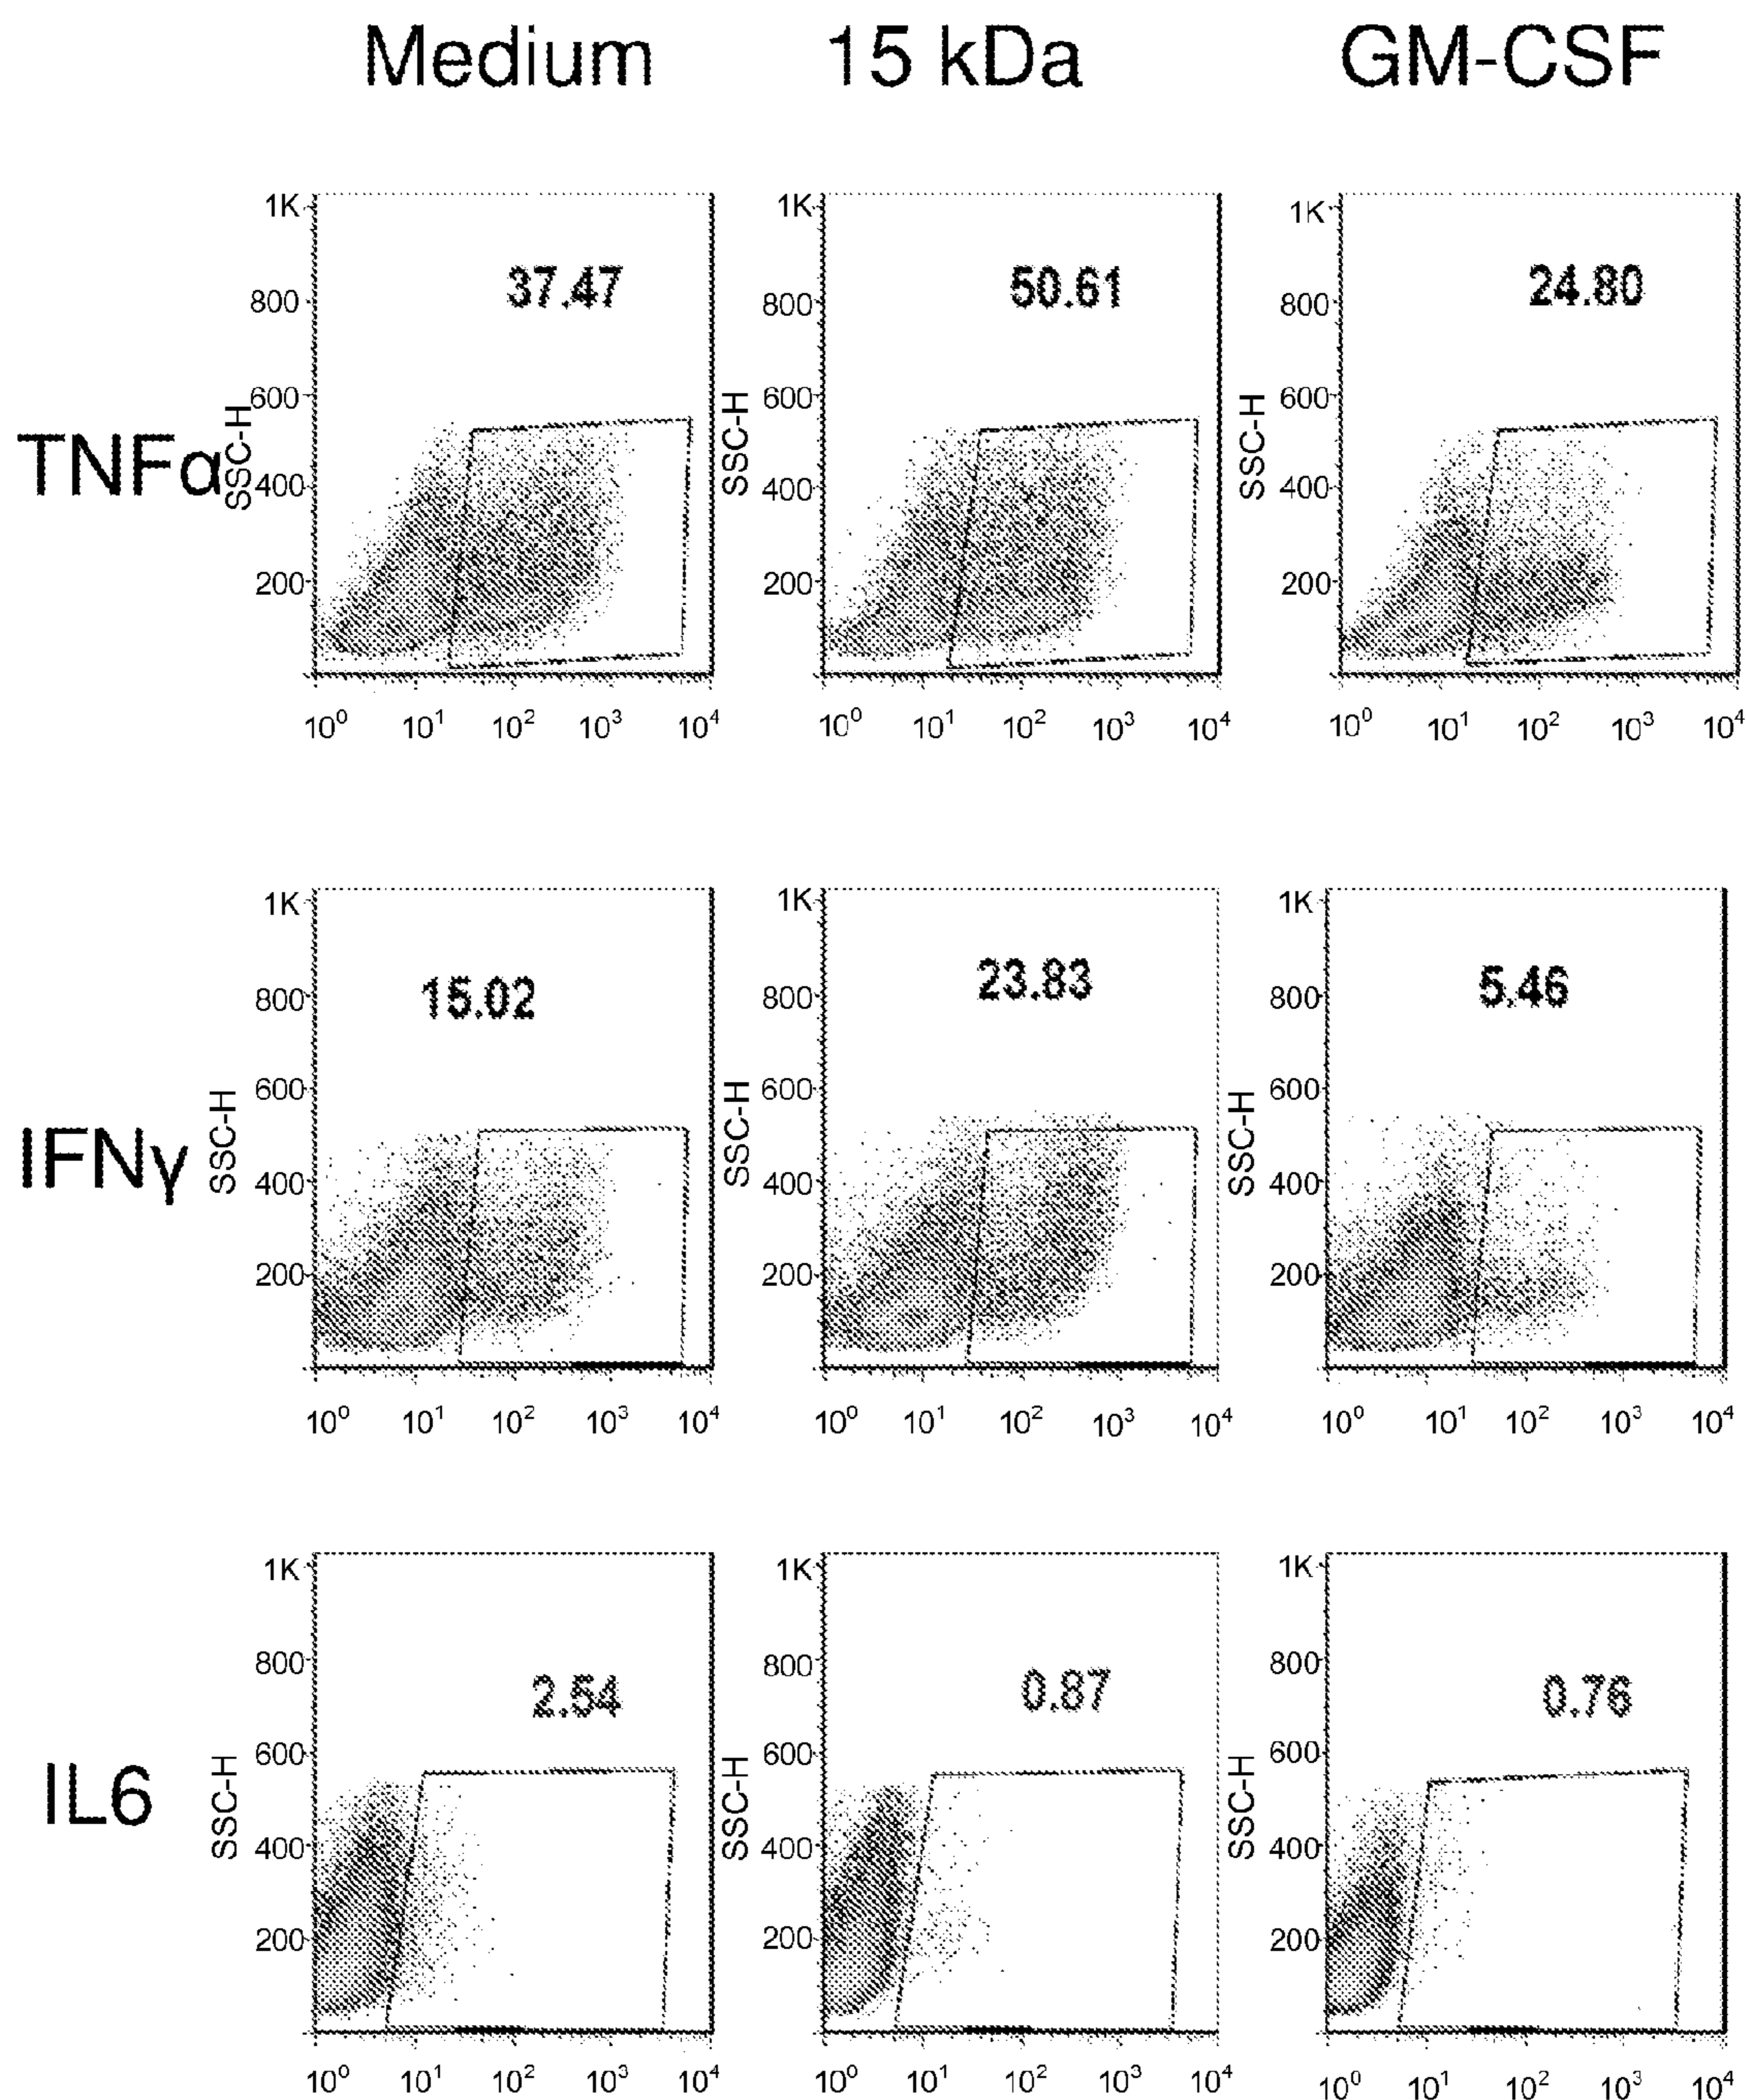 Medium 15 kDa GM-CSF
TNFα
SSC-H 1K 800 600 400 200
37.47
10⁰ 10¹ 10² 10³ 10⁴
SSC-H 1K 800 600 400 200
50.61
10⁰ 10¹ 10² 10³ 10⁴
SSC-H 1K 800 600 400 200
24.80
10⁰ 10¹ 10² 10³ 10⁴
IFNγ
SSC-H 1K 800 600 400 200
15.02
10⁰ 10¹ 10² 10³ 10⁴
SSC-H 1K 800 600 400 200
23.83
10⁰ 10¹ 10² 10³ 10⁴
SSC-H 1K 800 600 400 200
5.46
10⁰ 10¹ 10² 10³ 10⁴
IL6
SSC-H 1K 800 600 400 200
2.54
10⁰ 10¹ 10² 10³ 10⁴
SSC-H 1K 800 600 400 200
0.87
10⁰ 10¹ 10² 10³ 10⁴
SSC-H 1K 800 600 400 200
0.76
10⁰ 10¹ 10² 10³ 10⁴